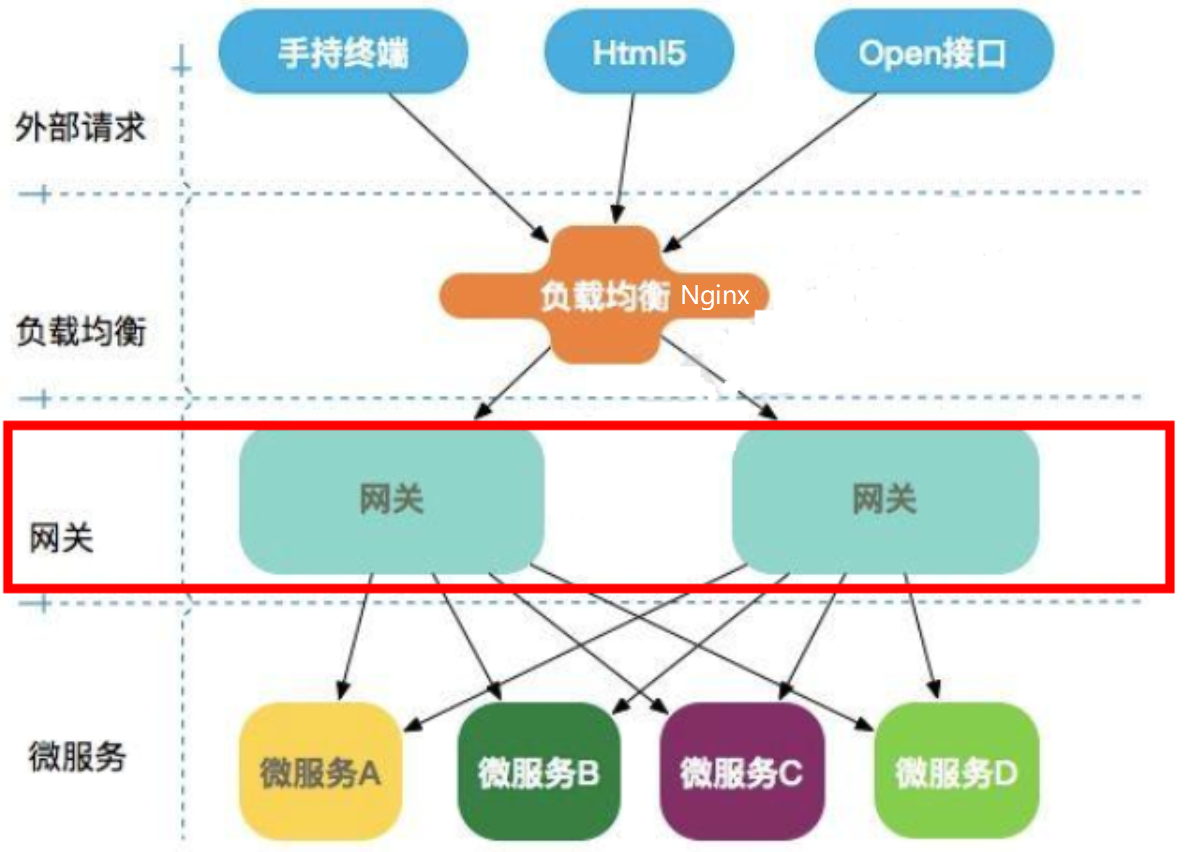 手持终端
Html5
Open接口
外部请求
负载均衡 Nginx
负载均衡
网关
网关
网关
微服务
微服务A
微服务B
微服务C
微服务D